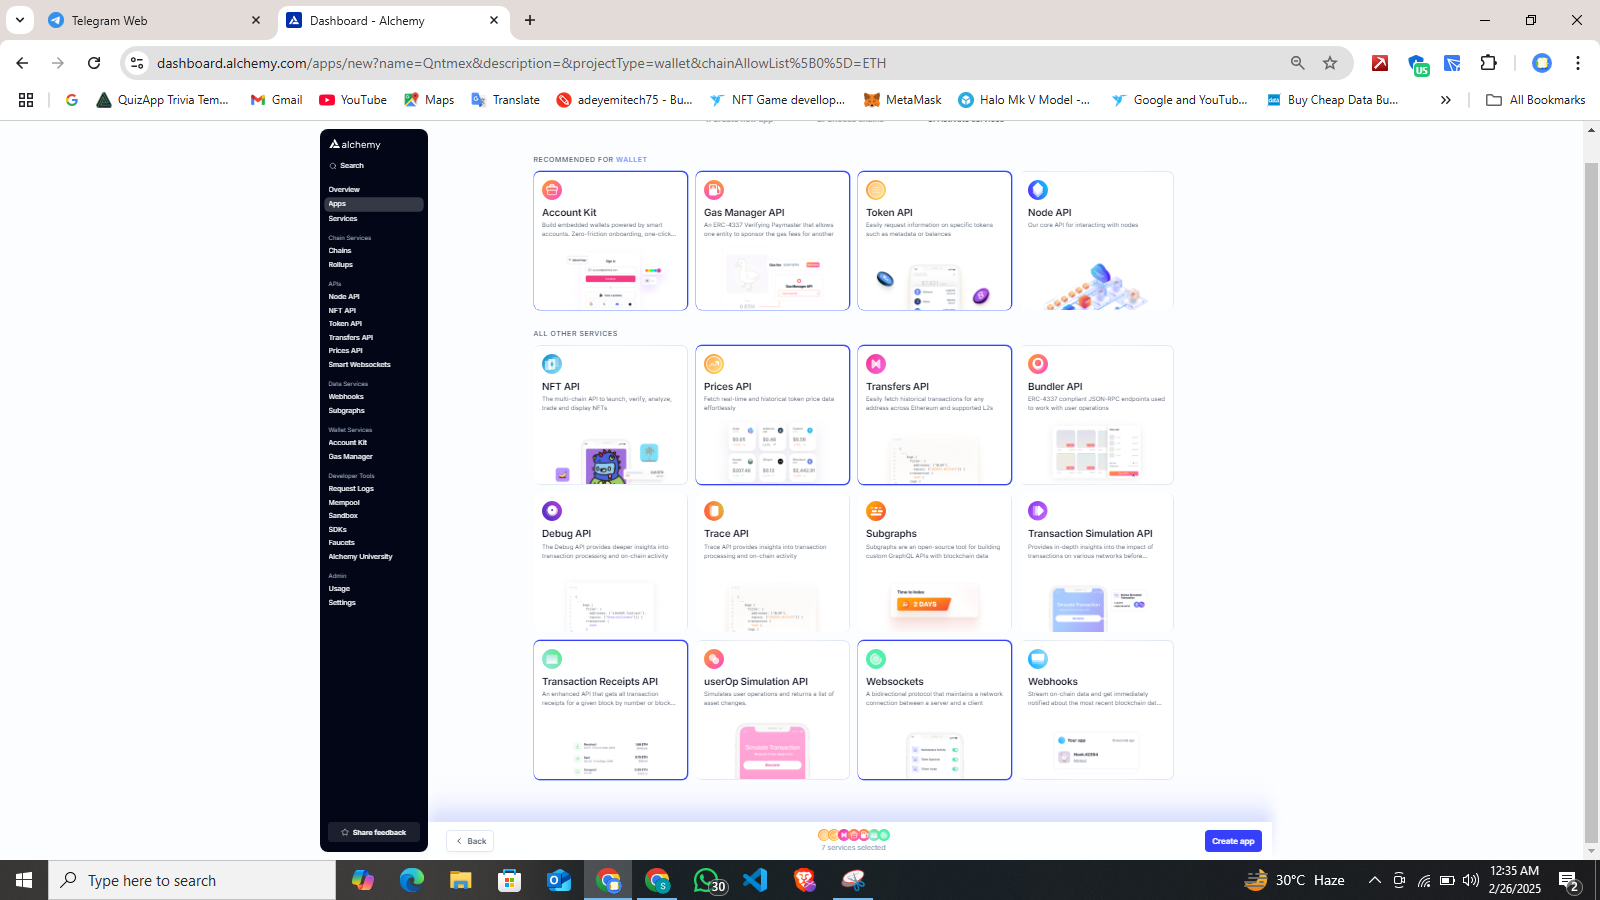 Telegram Web
Dashboard - Alchemy
dashboard.alchemy.com/apps/new?name=Qntmex&description=&projectType=wallet&chainAllowList%5B0%5D=ETH
US
G
QuizApp Trivia Tem...
Gmail
YouTube
Maps
Translate
adeyemitech75 - Bu...
NFT Game devellop...
MetaMask
Halo Mk V Model -...
Google and YouTub...
Buy Cheap Data Bu...
All Bookmarks
alchemy
Search
Overview
Apps
Services
Chain Services
Chains
Rollups
APIs
Node API
NFT API
Token API
Transfers API
Prices API
Smart Websockets
Data Services
Webhooks
Subgraphs
Wallet Services
Account Kit
Gas Manager
Developer Tools
Request Logs
Mempool
Sandbox
SDKs
Faucets
Alchemy University
Admin
Usage
Settings
Share feedback
RECOMMENDED FOR WALLET
Account Kit
Build embedded wallets powered by smart
accounts. Zero-friction onboarding, one-click...
Gas Manager API
An ERC-4337 Verifying Paymaster that allows
one entity to sponsor the gas fees for another
Gas Manager API
Token API
Easily request information on specific tokens
such as metadata or balances
Node API
Our core API for interacting with nodes
ALL OTHER SERVICES
NFT API
The multi-chain API to launch, verify, analyze,
trade and display NFTs
Prices API
Fetch real-time and historical token price data
effortlessly
Transfers API
Easily fetch historical transactions for any
address across Ethereum and supported L2s
Bundler API
ERC-4337 compliant JSON-RPC endpoints used
to work with user operations
Debug API
The Debug API provides deeper insights into
transaction processing and on-chain activity
Trace API
Trace API provides insights into transaction
processing and on-chain activity
Subgraphs
Subgraphs are an open-source tool for building
custom GraphQL APIs with blockchain data
Time to Index
2 DAYS
Transaction Simulation API
Provides in-depth insights into the impact of
transactions on various networks before...
Simulate Transaction
Transaction Receipts API
An enhanced API that gets all transaction
receipts for a given block by number or block...
userOp Simulation API
Simulates user operations and returns a list of
asset changes.
Simulate Transaction
Websockets
A bidirectional protocol that maintains a network
connection between a server and a client
Webhooks
Stream on-chain data and get immediately
notified about the most recent blockchain dat...
Your app
Back
7 services selected
Create app
Type here to search
S
30
30°C Haze
12:35 AM
2/26/2025
2